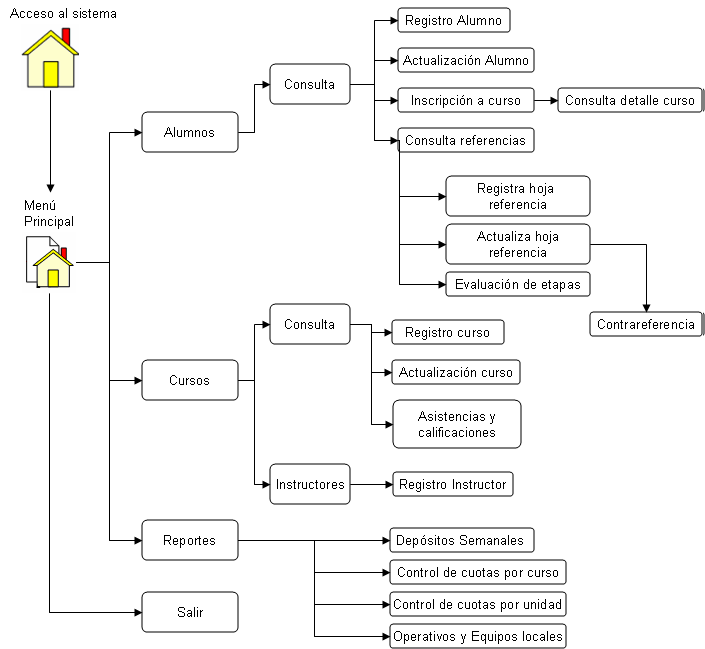 Acceso al sistema
Registro Alumno
Actualización Alumno
Consulta
Inscripción a curso
Consulta detalle curso
Alumnos
Consulta referencias
Menú
Principal
Registra hoja
referencia
Actualiza hoja
referencia
Evaluación de etapas
Contrareferencia
Consulta
Registro curso
Cursos
Actualización curso
Asistencias y
calificaciones
Instructores
Registro Instructor
Reportes
Depósitos Semanales
Control de cuotas por curso
Control de cuotas por unidad
Salir
Operativos y Equipos locales